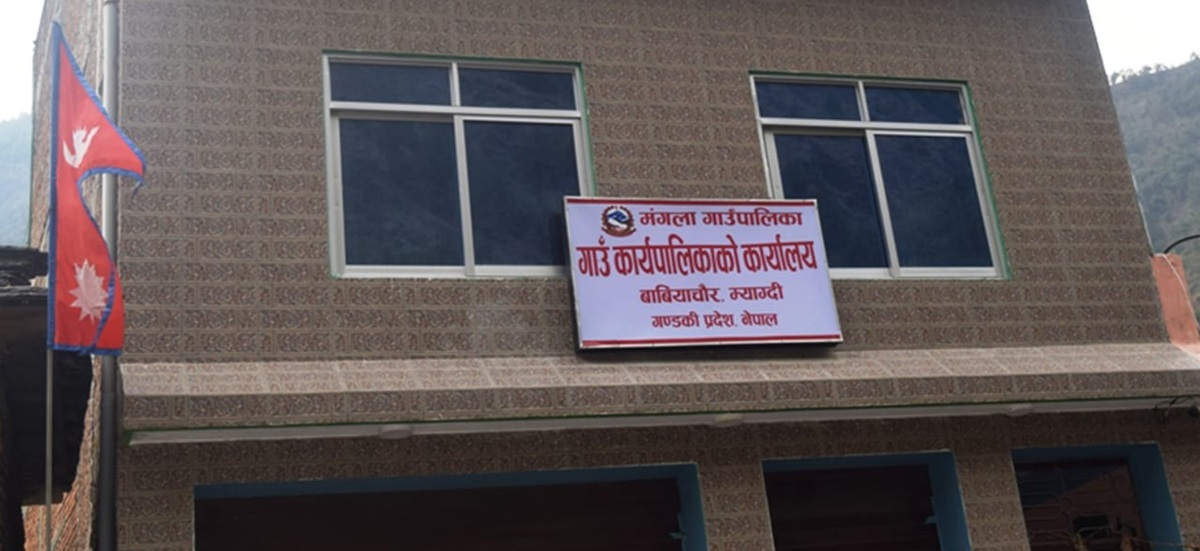 मंगला गाउँपालिका
गाउँ कार्यपालिकाको कार्यालय
बाबियाचौर, म्याग्दी
गण्डकी प्रदेश, नेपाल